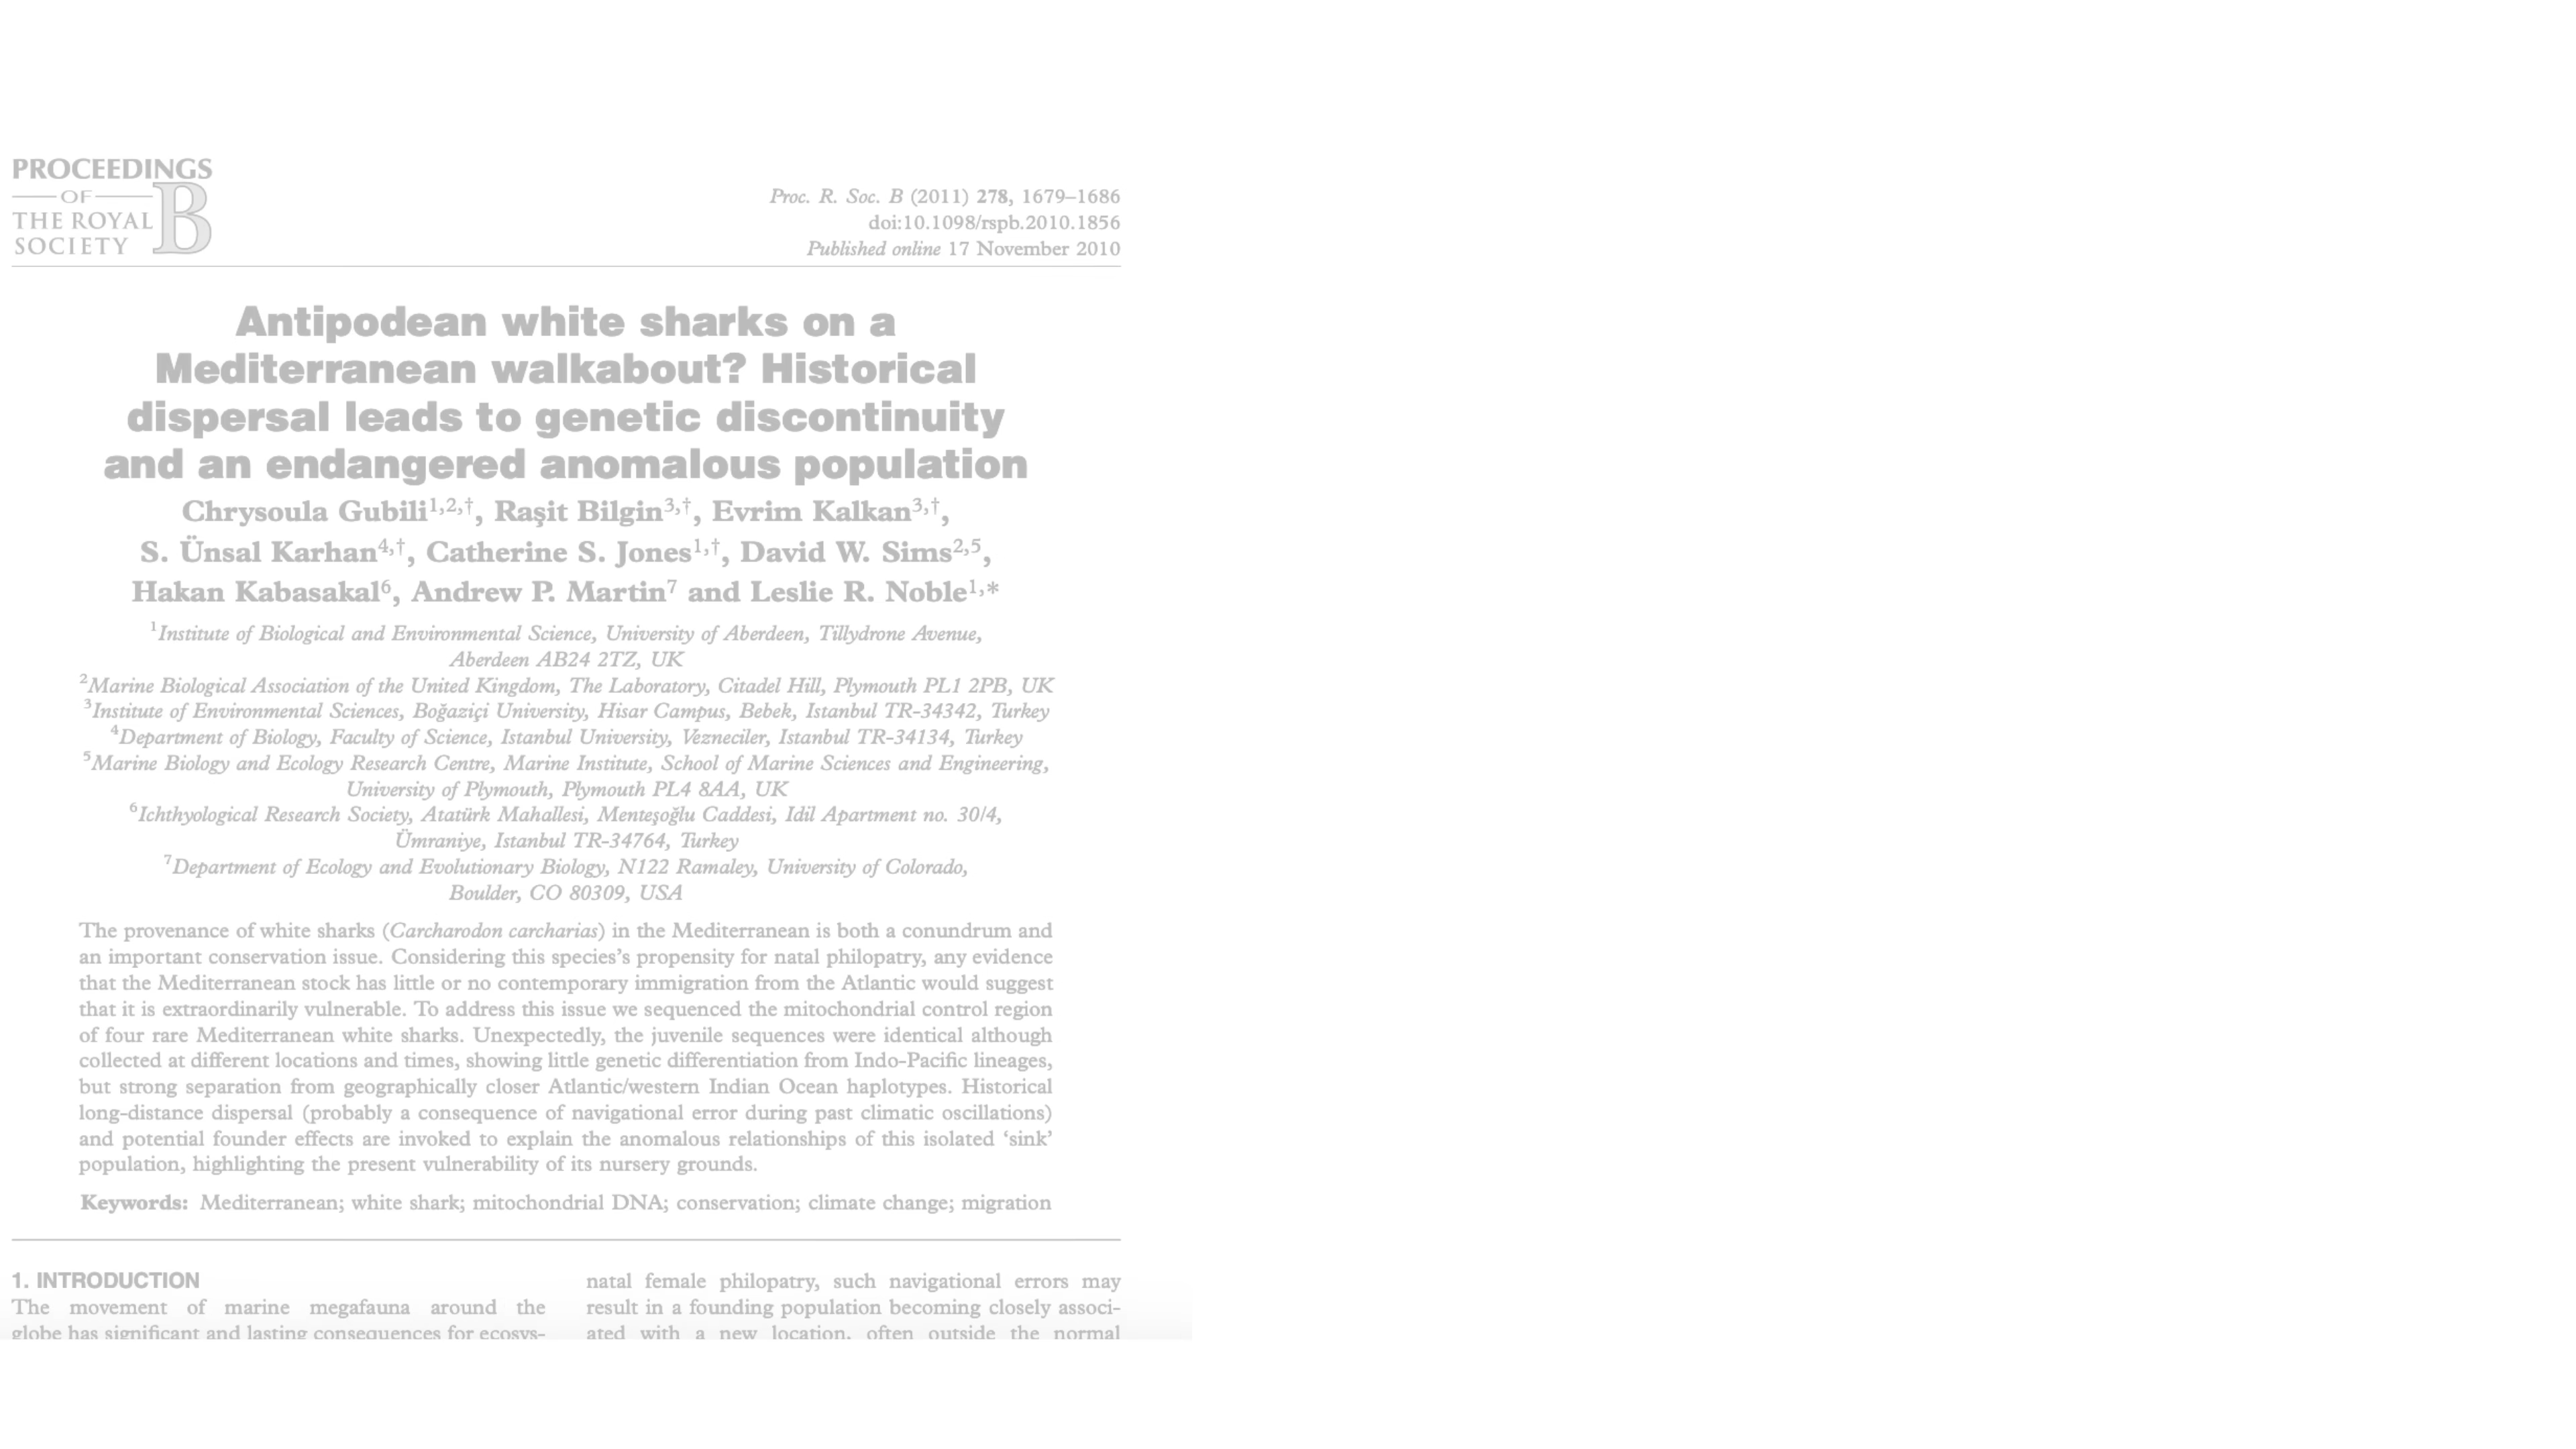 PROCEEDINGS
OF
THE ROYAL
SOCIETY
B
Proc. R. Soc. B (2011) 278, 1679–1686
doi:10.1098/rspb.2010.1856
Published online 17 November 2010
Antipodean white sharks on a
Mediterranean walkabout? Historical
dispersal leads to genetic discontinuity
and an endangered anomalous population
Chrysoula Gubili1,2,†, Raşit Bilgin3,†, Evrim Kalkan3,†,
S. Ünsal Karhan4,†, Catherine S. Jones1,†, David W. Sims2,5,
Hakan Kabasakal6, Andrew P. Martin7 and Leslie R. Noble1,*
1Institute of Biological and Environmental Science, University of Aberdeen, Tillydrone Avenue,
Aberdeen AB24 2TZ, UK
2Marine Biological Association of the United Kingdom, The Laboratory, Citadel Hill, Plymouth PL1 2PB, UK
3Institute of Environmental Sciences, Boğaziçi University, Hisar Campus, Bebek, Istanbul TR-34342, Turkey
4Department of Biology, Faculty of Science, Istanbul University, Vezneciler, Istanbul TR-34134, Turkey
5Marine Biology and Ecology Research Centre, Marine Institute, School of Marine Sciences and Engineering,
University of Plymouth, Plymouth PL4 8AA, UK
6Ichthyological Research Society, Atatürk Mahallesi, Menteşoğlu Caddesi, Idil Apartment no. 30/4,
Ümraniye, Istanbul TR-34764, Turkey
7Department of Ecology and Evolutionary Biology, N122 Ramaley, University of Colorado,
Boulder, CO 80309, USA
The provenance of white sharks (Carcharodon carcharias) in the Mediterranean is both a conundrum and
an important conservation issue. Considering this species's propensity for natal philopatry, any evidence
that the Mediterranean stock has little or no contemporary immigration from the Atlantic would suggest
that it is extraordinarily vulnerable. To address this issue we sequenced the mitochondrial control region
of four rare Mediterranean white sharks. Unexpectedly, the juvenile sequences were identical although
collected at different locations and times, showing little genetic differentiation from Indo-Pacific lineages,
but strong separation from geographically closer Atlantic/western Indian Ocean haplotypes. Historical
long-distance dispersal (probably a consequence of navigational error during past climatic oscillations)
and potential founder effects are invoked to explain the anomalous relationships of this isolated ‘sink’
population, highlighting the present vulnerability of its nursery grounds.
Keywords: Mediterranean; white shark; mitochondrial DNA; conservation; climate change; migration
1. INTRODUCTION
The movement of marine megafauna around the
globe has significant and lasting consequences for ecosys-
natal female philopatry, such navigational errors may
result in a founding population becoming closely associ-
ated with a new location, often outside the normal